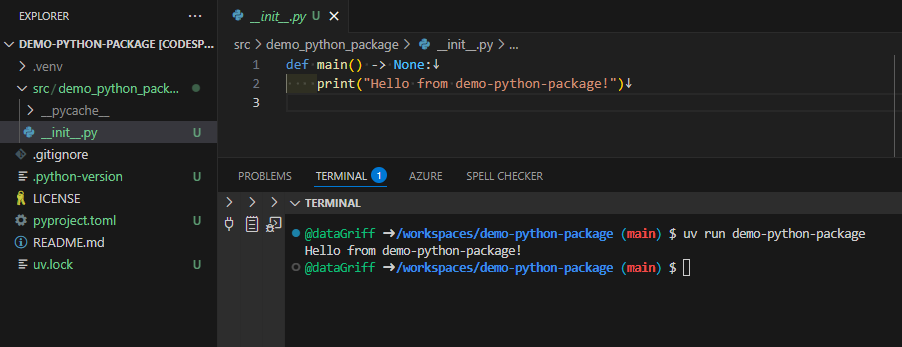 EXPLORER
DEMO-PYTHON-PACKAGE [CODESP...
.venv
src/demo_python_pack...
__pycache__
__init__.py U
.gitignore
.python-version U
LICENSE
pyproject.toml U
README.md
uv.lock U
__init__.py U
src > demo_python_package > __init__.py > ...
1 def main() -> None:↓
2 ····print("Hello·from·demo-python-package!")↓
3
PROBLEMS TERMINAL 1 AZURE SPELL CHECKER
TERMINAL
@dataGriff ➜/workspaces/demo-python-package (main) $ uv run demo-python-package
Hello from demo-python-package!
@dataGriff ➜/workspaces/demo-python-package (main) $